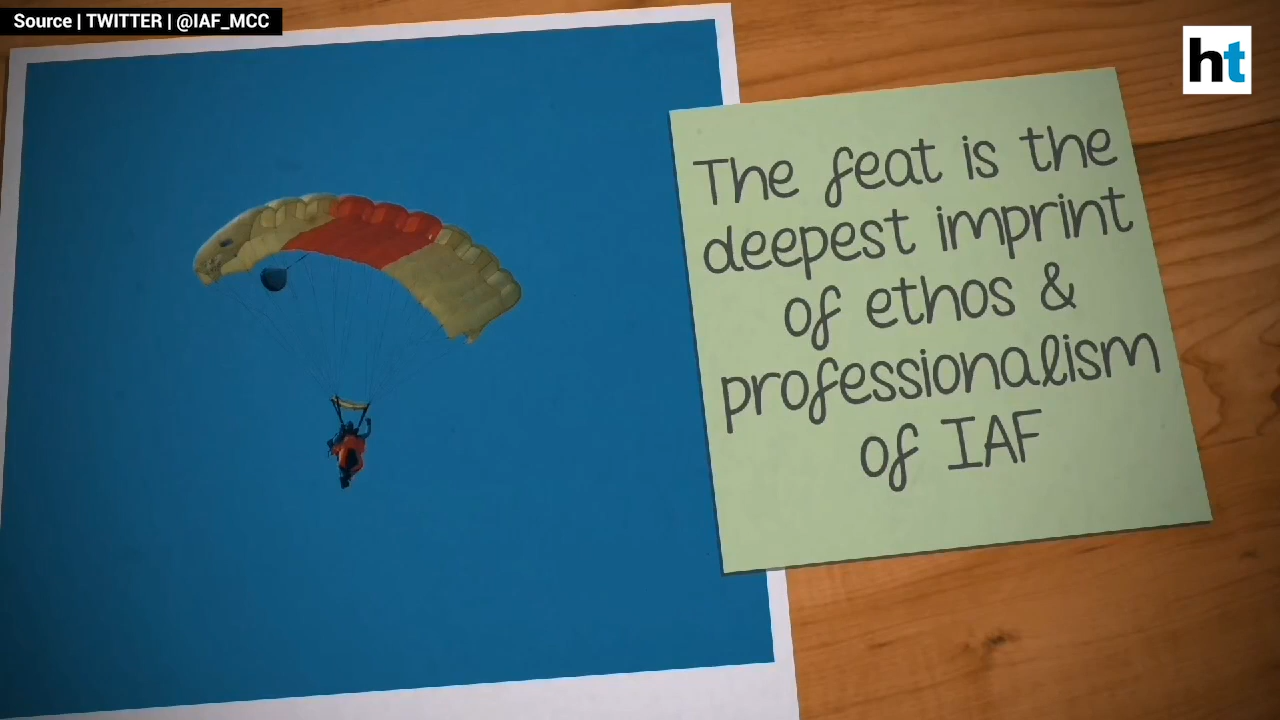 Source | TWITTER | @IAF_MCC
ht
The feat is the
deepest imprint
of ethos &
professionalism
of IAF